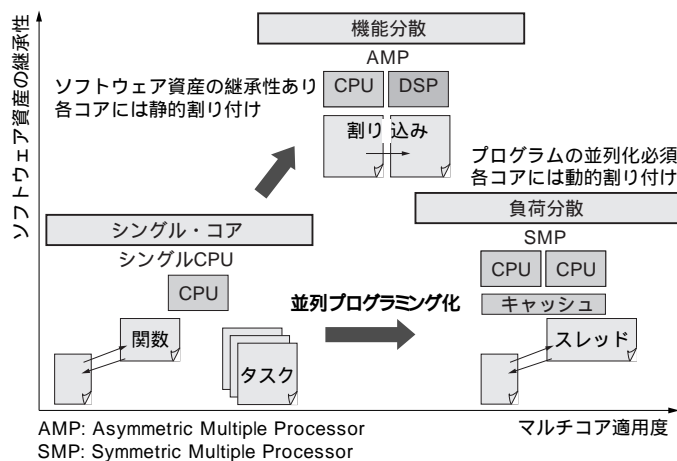 機能分散
AMP
CPU
DSP
ソフトウェア資産の継承性あり
各コアには静的割り付け
割り込み
プログラムの並列化必須
各コアには動的割り付け
負荷分散
SMP
CPU
CPU
キャッシュ
スレッド
シングル・コア
シングルCPU
CPU
関数
タスク
並列プログラミング化
ソフトウェア資産の継承性
マルチコア適用度
AMP: Asymmetric Multiple Processor
SMP: Symmetric Multiple Processor